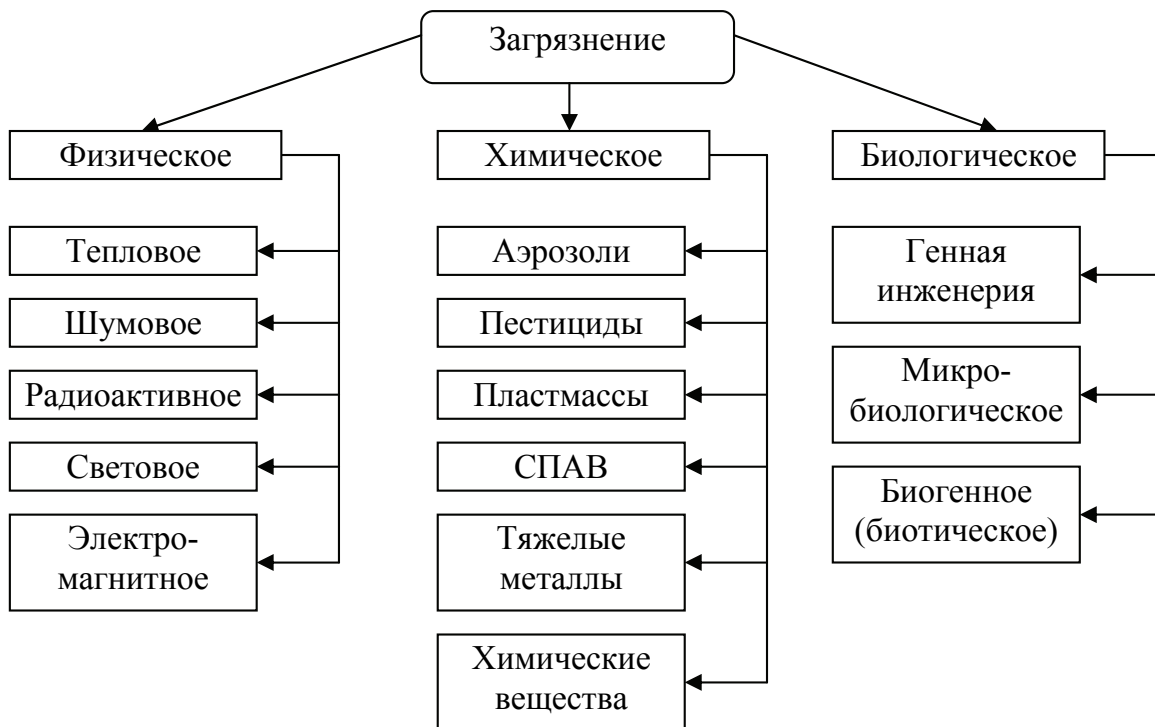 Загрязнение
Физическое
Тепловое
Шумовое
Радиоактивное
Световое
Электро-
магнитное
Химическое
Аэрозоли
Пестициды
Пластмассы
СПАВ
Тяжелые
металлы
Химические
вещества
Биологическое
Генная
инженерия
Микро-
биологическое
Биогенное
(биотическое)